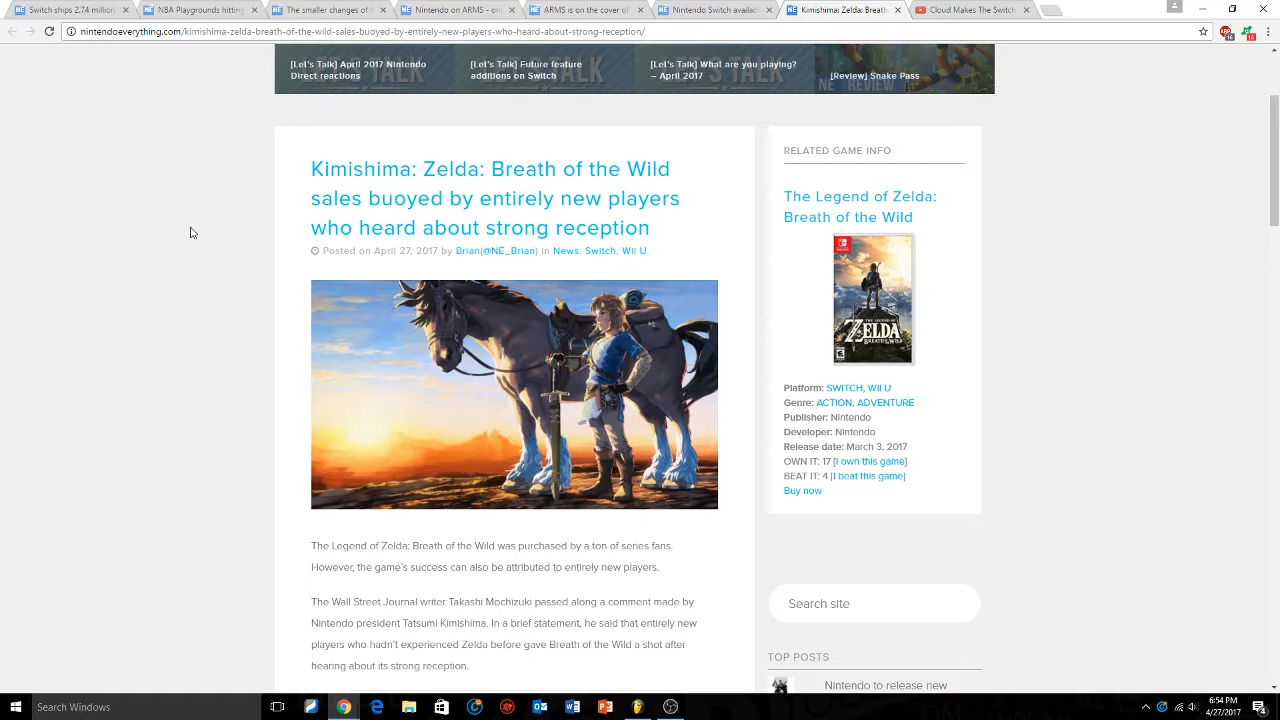 Switch ships 2.74 million
NBA Playgrounds hitting
The smaller details from
Nintendo on ARMS - onl
More on the cover of
Nintendo Switch availab
Kimishima: Zelda: Breath
Cloud Makes Switch
nintendoeverything.com/kimishima-zelda-breath-of-the-wild-sales-buoyed-by-entirely-new-players-who-heard-about-strong-reception/
[Let's Talk] April 2017 Nintendo
Direct reactions
[Let's Talk] Future feature
additions on Switch
[Let's Talk] What are you playing?
– April 2017
[Review] Snake Pass
Kimishima: Zelda: Breath of the Wild
sales buoyed by entirely new players
who heard about strong reception
Posted on April 27, 2017 by Brian(@NE_Brian) in News, Switch, Wii U
The Legend of Zelda: Breath of the Wild was purchased by a ton of series fans.
However, the game's success can also be attributed to entirely new players.
The Wall Street Journal writer Takashi Mochizuki passed along a comment made by
Nintendo president Tatsumi Kimishima. In a brief statement, he said that entirely new
players who hadn't experienced Zelda before gave Breath of the Wild a shot after
hearing about its strong reception.
RELATED GAME INFO
The Legend of Zelda:
Breath of the Wild
THE LEGEND OF
ZELDA
BREATH OF THE WILD
Platform: SWITCH, WII U
Genre: ACTION, ADVENTURE
Publisher: Nintendo
Developer: Nintendo
Release date: March 3, 2017
OWN IT: 17 [I own this game]
BEAT IT: 4 [I beat this game]
Buy now
Search site
TOP POSTS
Nintendo to release new
Search Windows
6:54 PM
4/27/2017